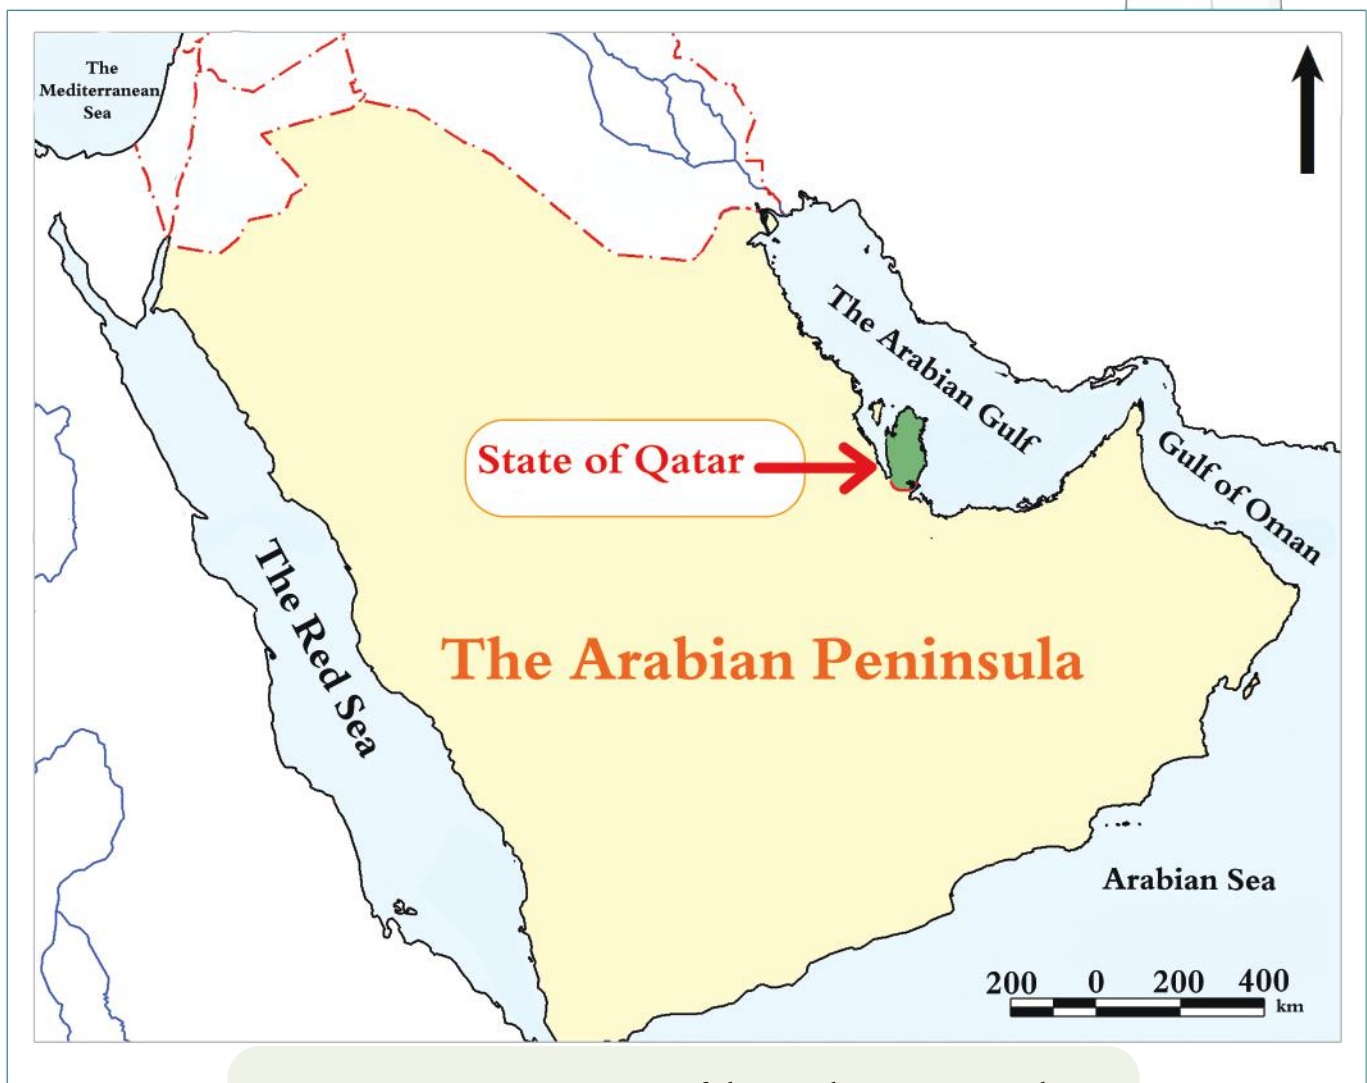 The
Mediterranean
Sea
The Arabian Gulf
State of Qatar
Gulf of Oman
The Red Sea
The Arabian Peninsula
Arabian Sea
200 0 200 400
km